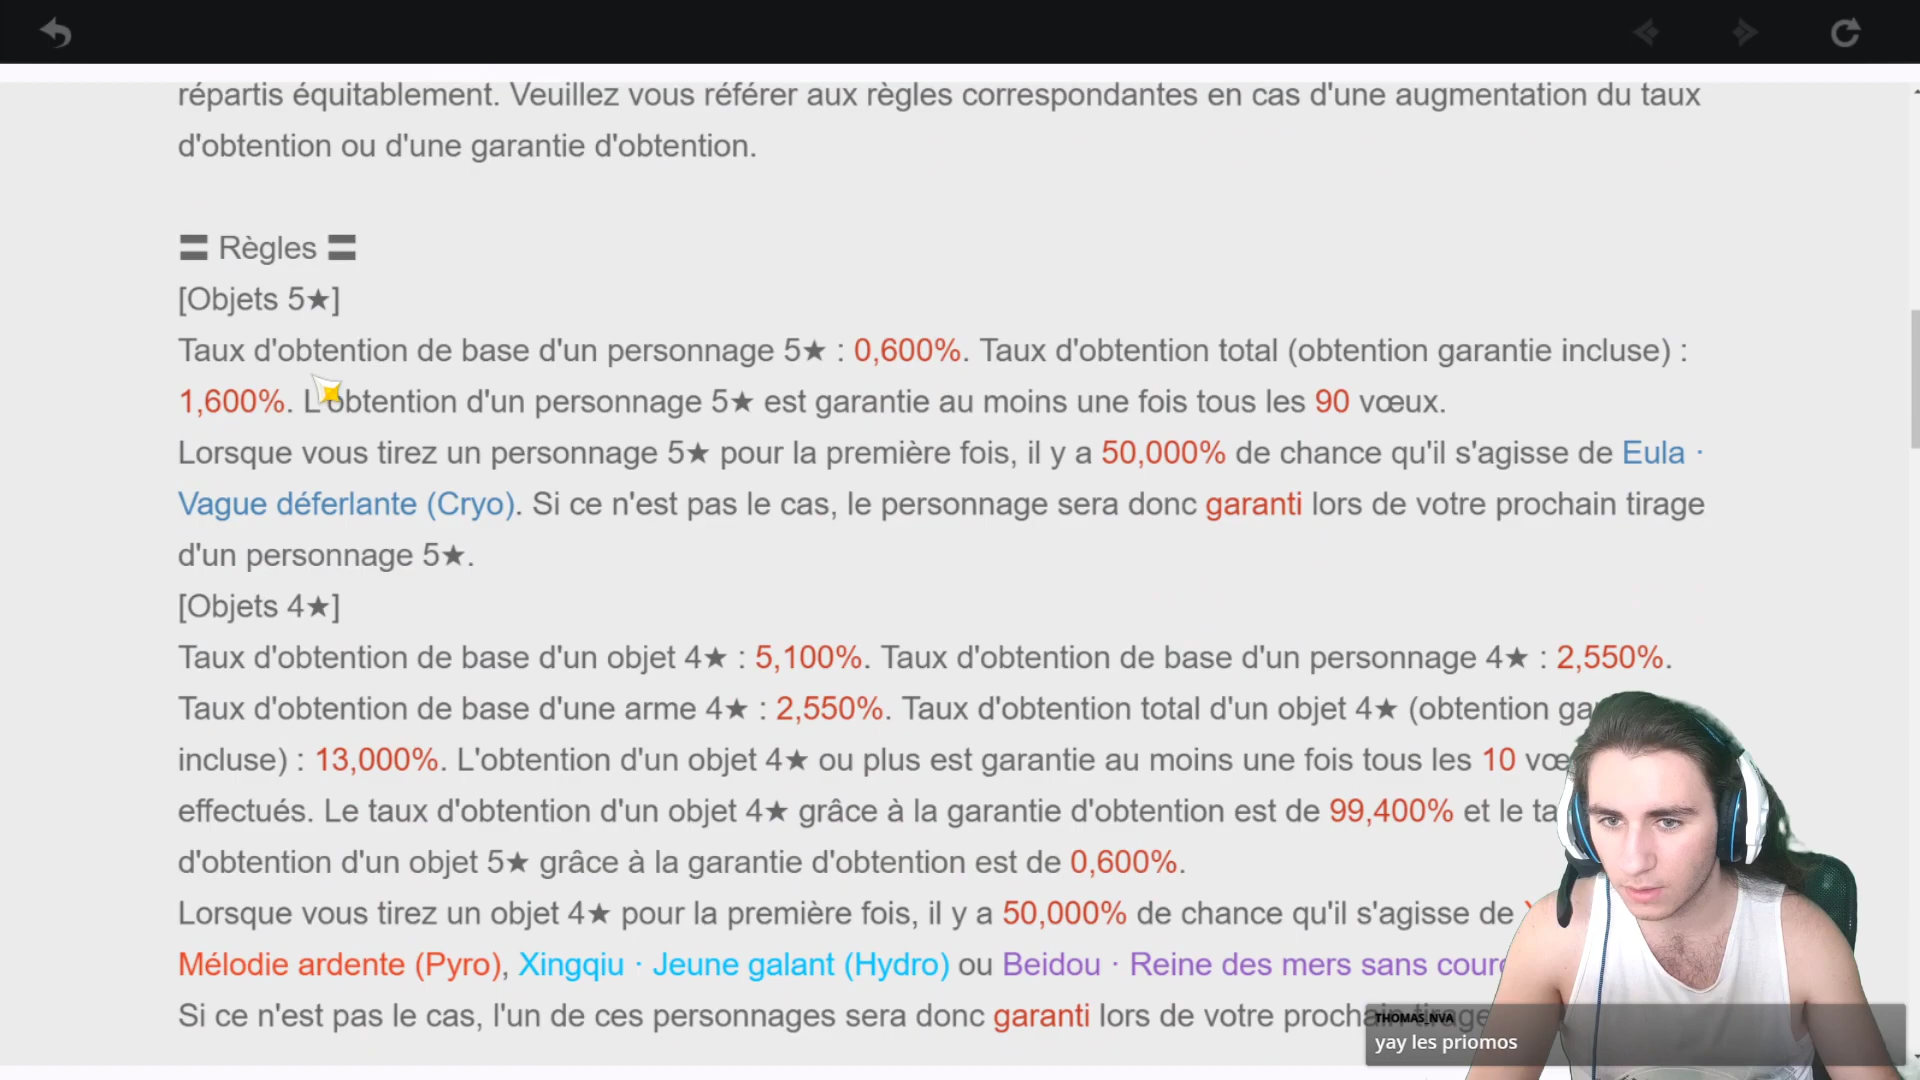 répartis équitablement. Veuillez vous référer aux règles correspondantes en cas d'une augmentation du taux
d'obtention ou d'une garantie d'obtention.
〓 Règles 〓
[Objets 5★]
Taux d'obtention de base d'un personnage 5★ : 0,600%. Taux d'obtention total (obtention garantie incluse) :
1,600%. L'obtention d'un personnage 5★ est garantie au moins une fois tous les 90 vœux.
Lorsque vous tirez un personnage 5★ pour la première fois, il y a 50,000% de chance qu'il s'agisse de Eula ·
Vague déferlante (Cryo). Si ce n'est pas le cas, le personnage sera donc garanti lors de votre prochain tirage
d'un personnage 5★.
[Objets 4★]
Taux d'obtention de base d'un objet 4★ : 5,100%. Taux d'obtention de base d'un personnage 4★ : 2,550%.
Taux d'obtention de base d'une arme 4★ : 2,550%. Taux d'obtention total d'un objet 4★ (obtention
incluse) : 13,000%. L'obtention d'un objet 4★ ou plus est garantie au moins une fois tous les 10
effectués. Le taux d'obtention d'un objet 4★ grâce à la garantie d'obtention est de 99,400% et le
d'obtention d'un objet 5★ grâce à la garantie d'obtention est de 0,600%.
Lorsque vous tirez un objet 4★ pour la première fois, il y a 50,000% de chance qu'il s'agisse de
Mélodie ardente (Pyro), Xingqiu · Jeune galant (Hydro) ou Beidou · Reine des mers sans
Si ce n'est pas le cas, l'un de ces personnages sera donc garanti lors de votre prochain tirage
THOMAS_NVA
yay les priomos